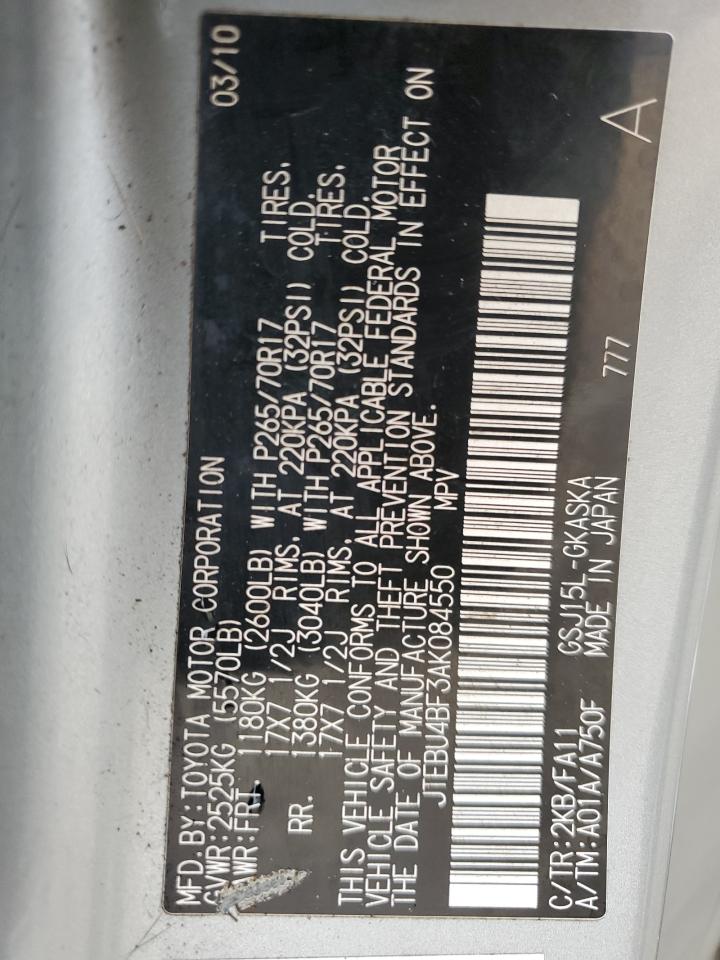 MFD. BY: TOYOTA MOTOR CORPORATION 03/10
GVWR: 2525KG (5570LB)
GAWR: FRT 1180KG (2600LB) WITH P265/70R17 TIRES,
17X7 1/2J RIMS, AT 220KPA (32PSI) COLD.
RR. 1380KG (3040LB) WITH P265/70R17 TIRES,
17X7 1/2J RIMS, AT 220KPA (32PSI) COLD.
THIS VEHICLE CONFORMS TO ALL APPLICABLE FEDERAL MOTOR
VEHICLE SAFETY AND THEFT PREVENTION STANDARDS IN EFFECT ON
THE DATE OF MANUFACTURE SHOWN ABOVE.
JTEBU4BF3AK084550 MPV
C/TR: 2KB/FA11 GSJ15L-GKASKA 777 A
A/TM: A01A/A750F MADE IN JAPAN